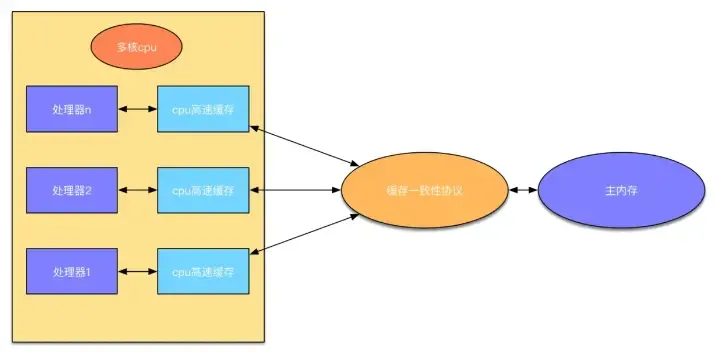 多核cpu
处理器n
cpu高速缓存
处理器2
cpu高速缓存
缓存一致性协议
主内存
处理器1
cpu高速缓存